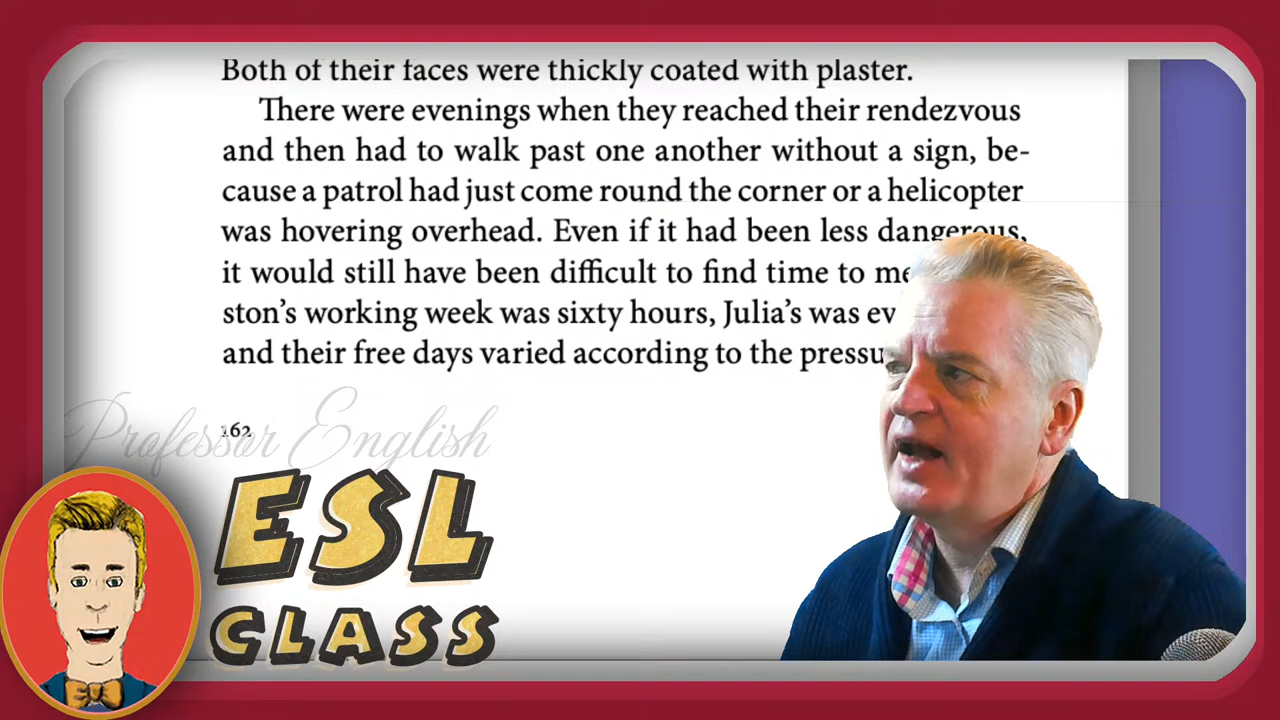 Both of their faces were thickly coated with plaster.
There were evenings when they reached their rendezvous
and then had to walk past one another without a sign, be-
cause a patrol had just come round the corner or a helicopter
was hovering overhead. Even if it had been less dangerous,
it would still have been difficult to find time to
ston's working week was sixty hours, Julia's was
and their free days varied according to the
162
Professor English
ESL
CLASS